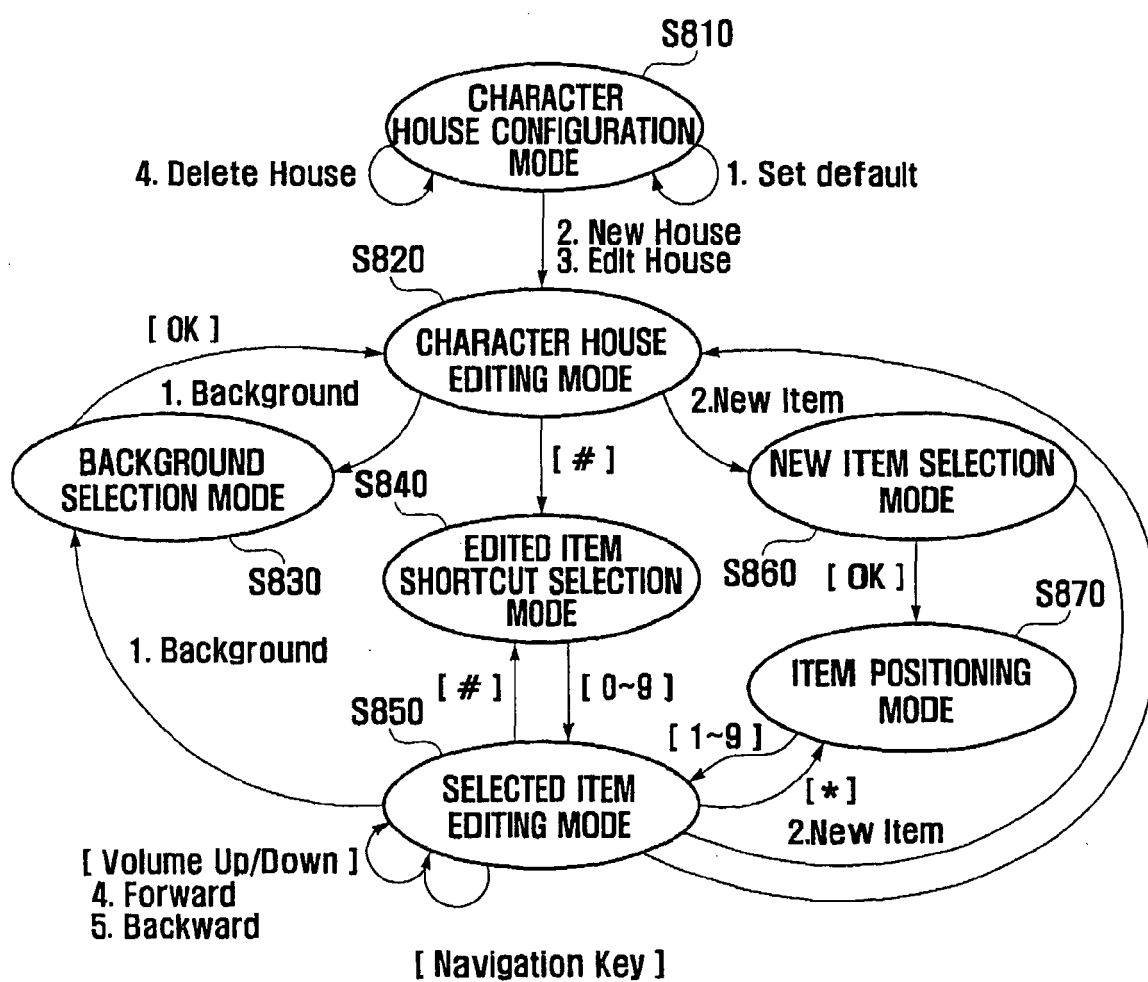 S810
CHARACTER
HOUSE CONFIGURATION
MODE
4. Delete House
1. Set default
2. New House
3. Edit House
S820
[ OK ]
CHARACTER HOUSE
EDITING MODE
1. Background
2.New Item
BACKGROUND
SELECTION MODE
[ # ]
NEW ITEM SELECTION
MODE
S840
S830
EDITED ITEM
SHORTCUT SELECTION
MODE
S860
[ OK ]
S870
1. Background
[ # ]
[ 0~9 ]
ITEM POSITIONING
MODE
S850
[ 1~9 ]
SELECTED ITEM
EDITING MODE
[ * ]
2.New Item
[ Volume Up/Down ]
4. Forward
5. Backward
[ Navigation Key ]